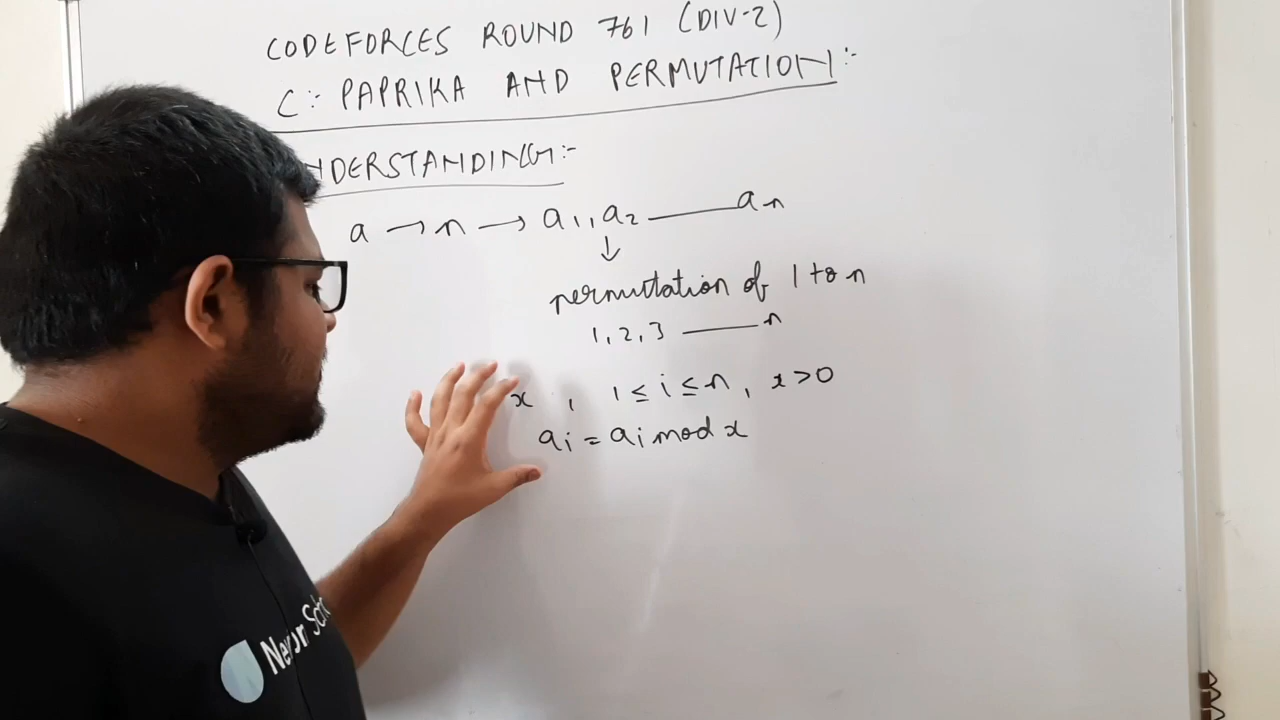 CODEFORCES ROUND 761 (DIV-2)
C:- PAPRIKA AND PERMUTATION:-
NDERSTANDING:-
a → n → a1, a2 —— an
↓
permutation of 1 to n
1, 2, 3 —— n
x , 1 ≤ i ≤ n, x > 0
ai = ai mod x